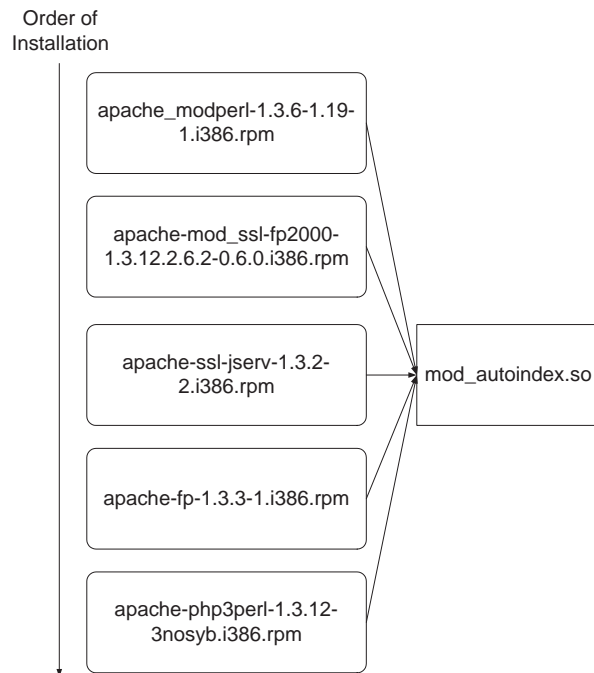 Order of
Installation
apache_modperl-1.3.6-1.19-
1.i386.rpm
apache-mod_ssl-fp2000-
1.3.12.2.6.2-0.6.0.i386.rpm
apache-ssl-jserv-1.3.2-
2.i386.rpm
mod_autoindex.so
apache-fp-1.3.3-1.i386.rpm
apache-php3perl-1.3.12-
3nosyb.i386.rpm